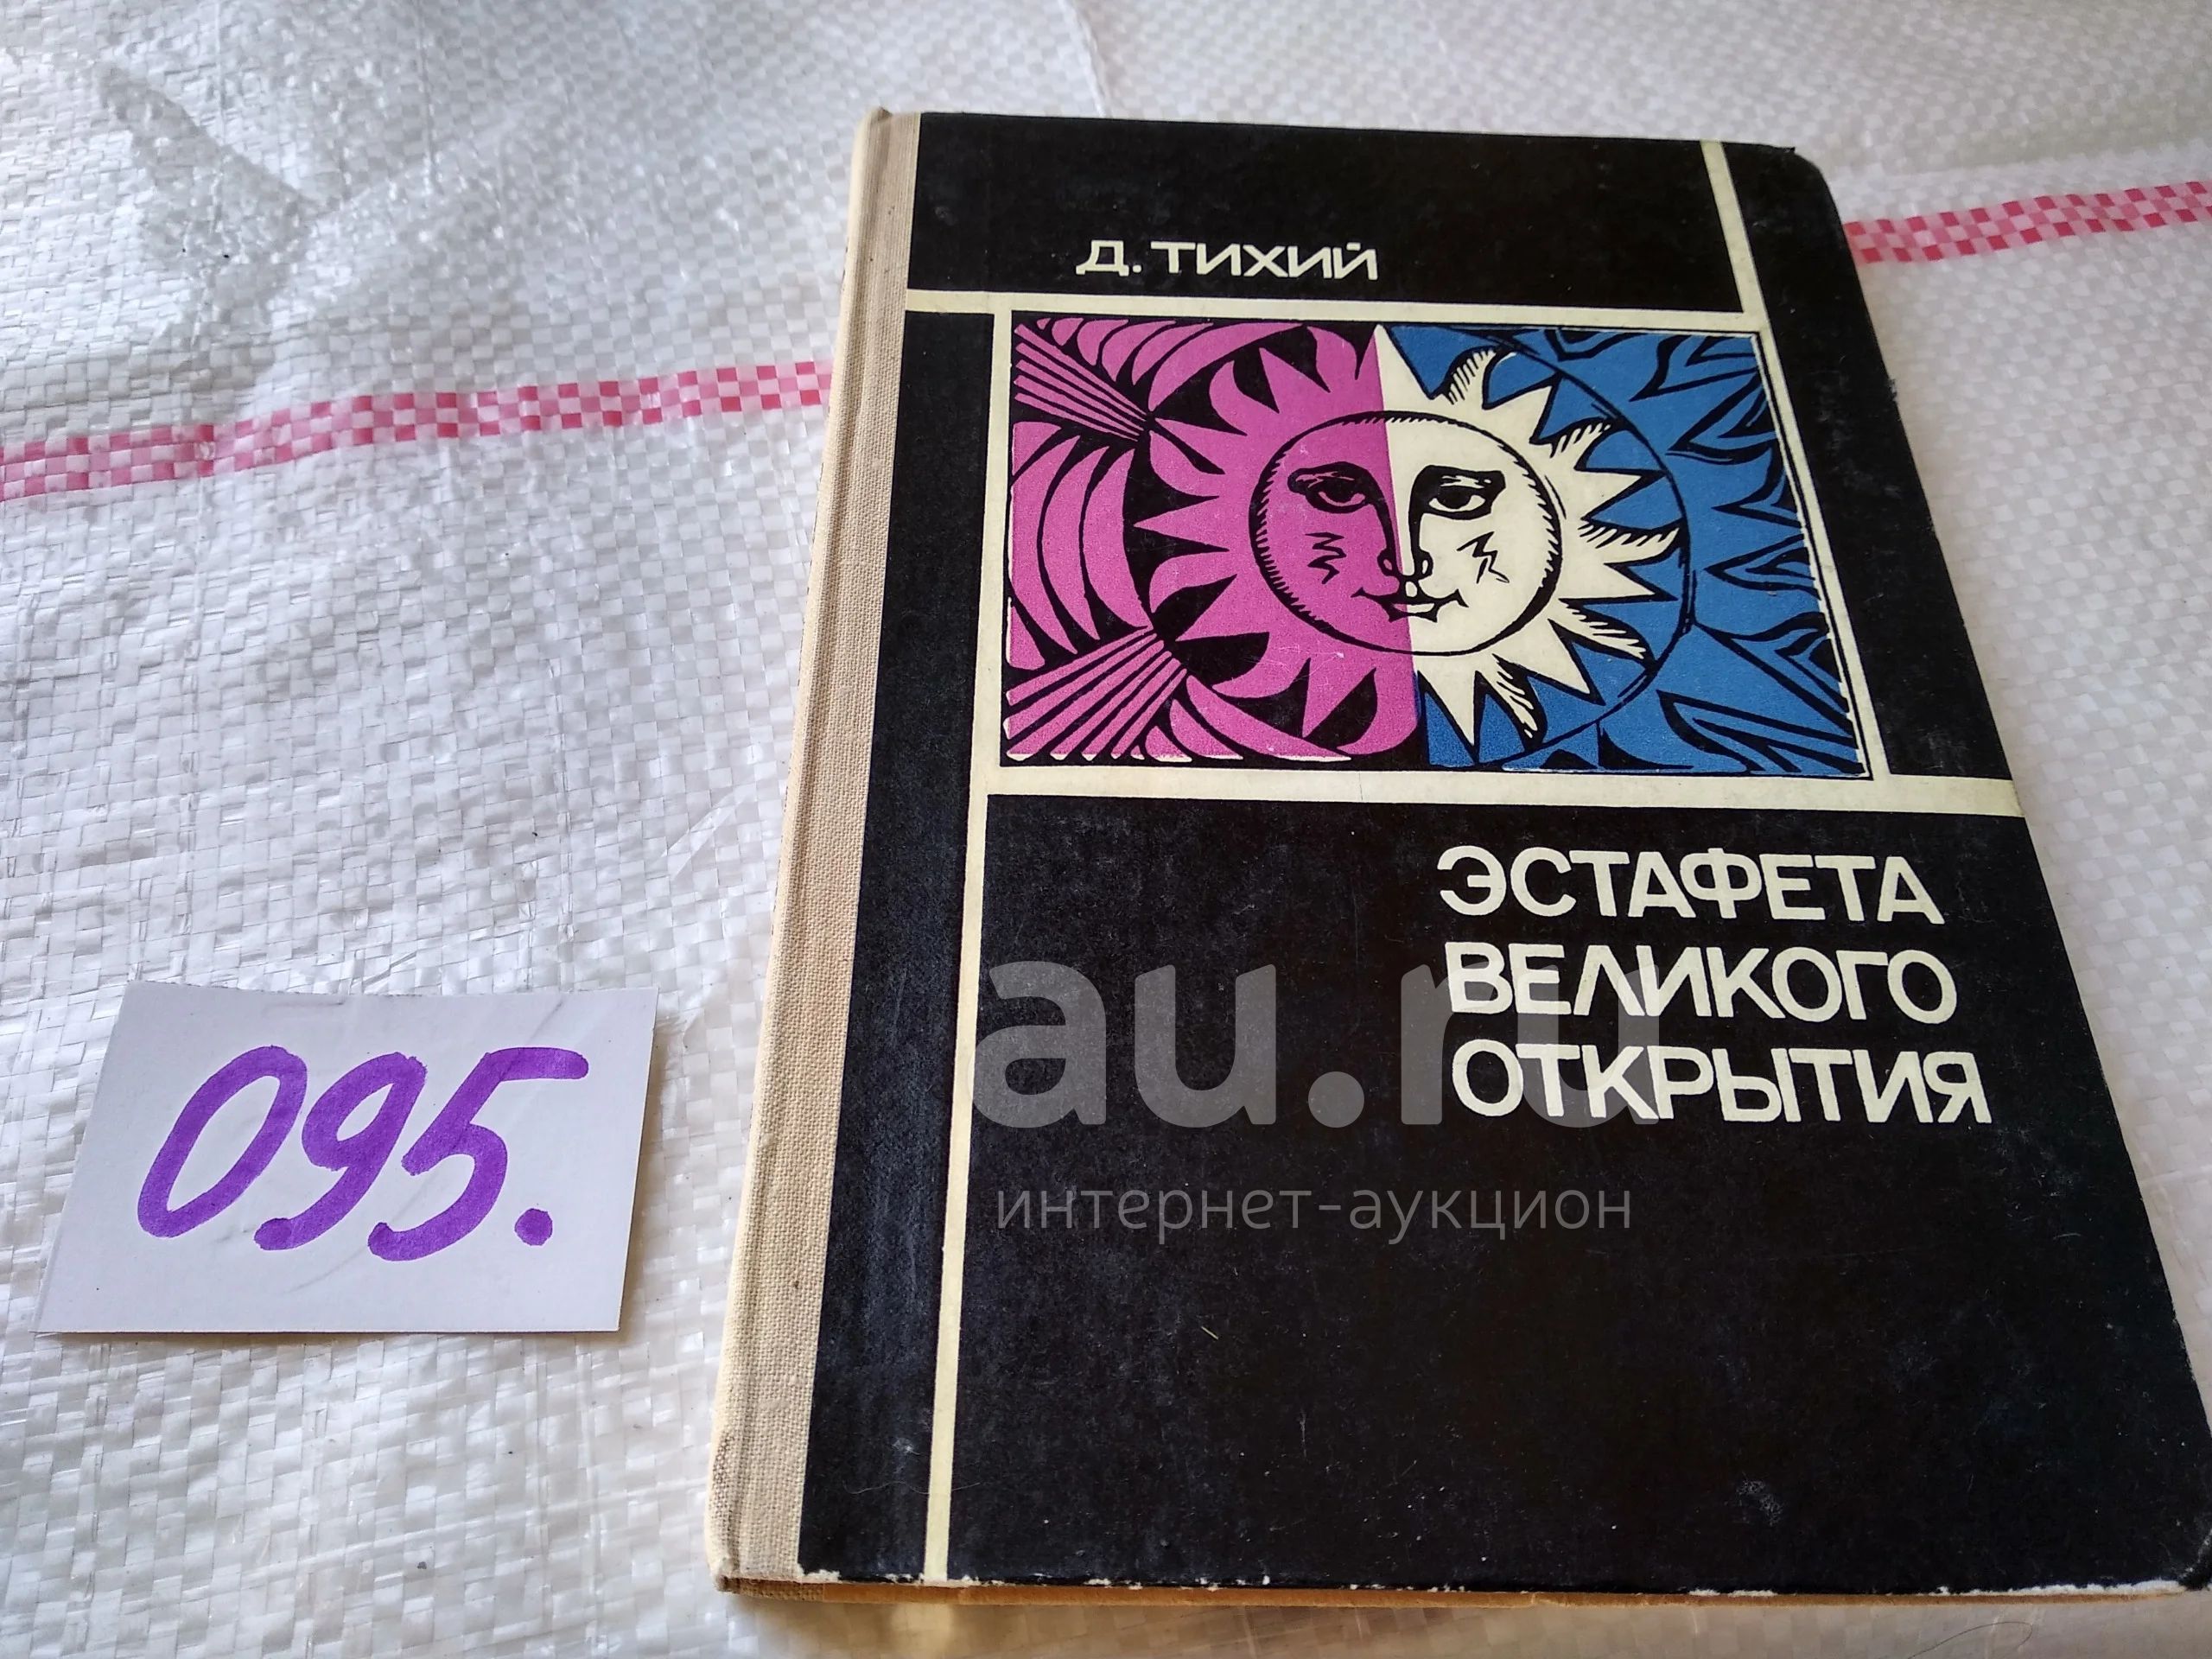 Д. ТИХИЙ
ЭСТАФЕТА
ВЕЛИКОГО
ОТКРЫТИЯ
au.ru
интернет-аукцион
095.